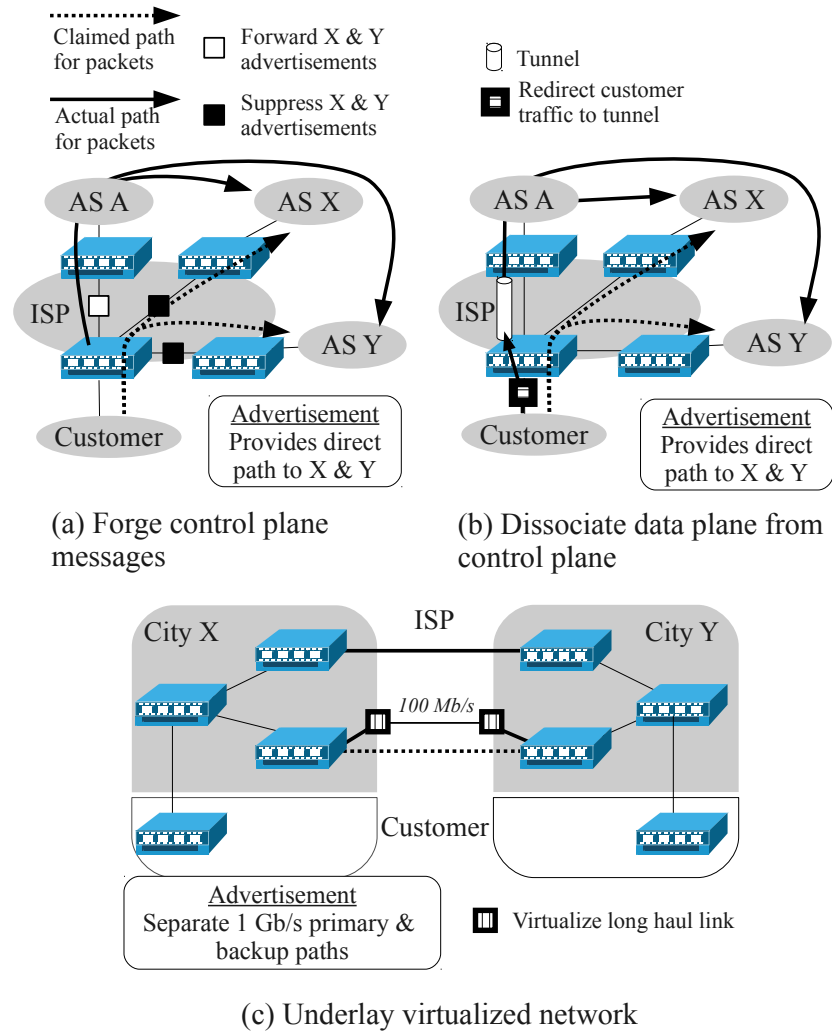 Claimed path
for packets
Forward X & Y
advertisements
Actual path
for packets
Suppress X & Y
advertisements
Tunnel
Redirect customer
traffic to tunnel
AS A
AS X
ISP
AS Y
Customer
Advertisement
Provides direct
path to X & Y
(a) Forge control plane
messages
AS A
AS X
ISP
AS Y
Customer
Advertisement
Provides direct
path to X & Y
(b) Dissociate data plane from
control plane
City X
ISP
City Y
100 Mb/s
Customer
Advertisement
Separate 1 Gb/s primary &
backup paths
Virtualize long haul link
(c) Underlay virtualized network